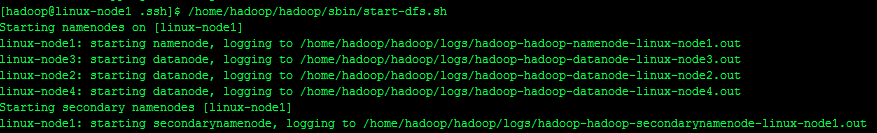 [hadoop@linux-node1 .ssh]$ /home/hadoop/hadoop/sbin/start-dfs.sh
Starting namenodes on [linux-node1]
linux-node1: starting namenode, logging to /home/hadoop/hadoop/logs/hadoop-hadoop-namenode-linux-node1.out
linux-node3: starting datanode, logging to /home/hadoop/hadoop/logs/hadoop-hadoop-datanode-linux-node3.out
linux-node2: starting datanode, logging to /home/hadoop/hadoop/logs/hadoop-hadoop-datanode-linux-node2.out
linux-node4: starting datanode, logging to /home/hadoop/hadoop/logs/hadoop-hadoop-datanode-linux-node4.out
Starting secondary namenodes [linux-node1]
linux-node1: starting secondarynamenode, logging to /home/hadoop/hadoop/logs/hadoop-hadoop-secondarynamenode-linux-node1.out